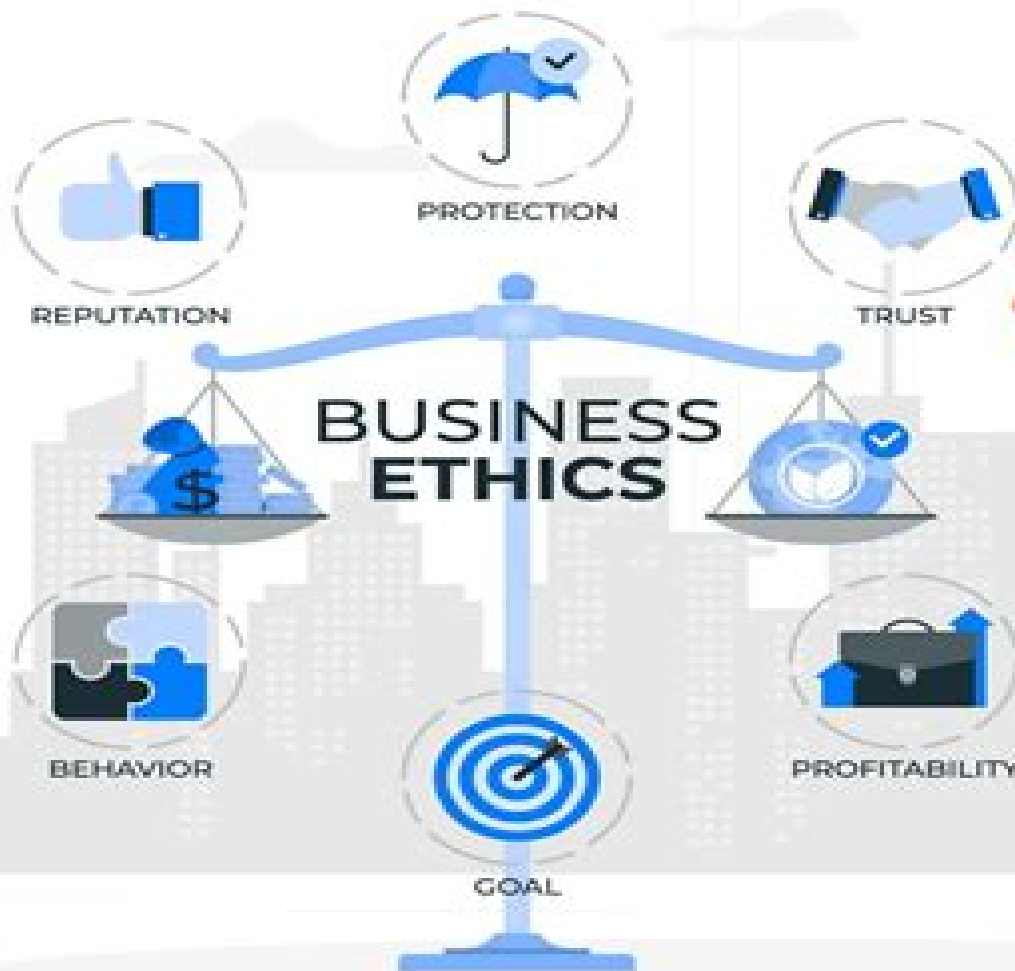 PROTECTION
REPUTATION
TRUST
BUSINESS
ETHICS
$
BEHAVIOR
PROFITABILITY
GOAL